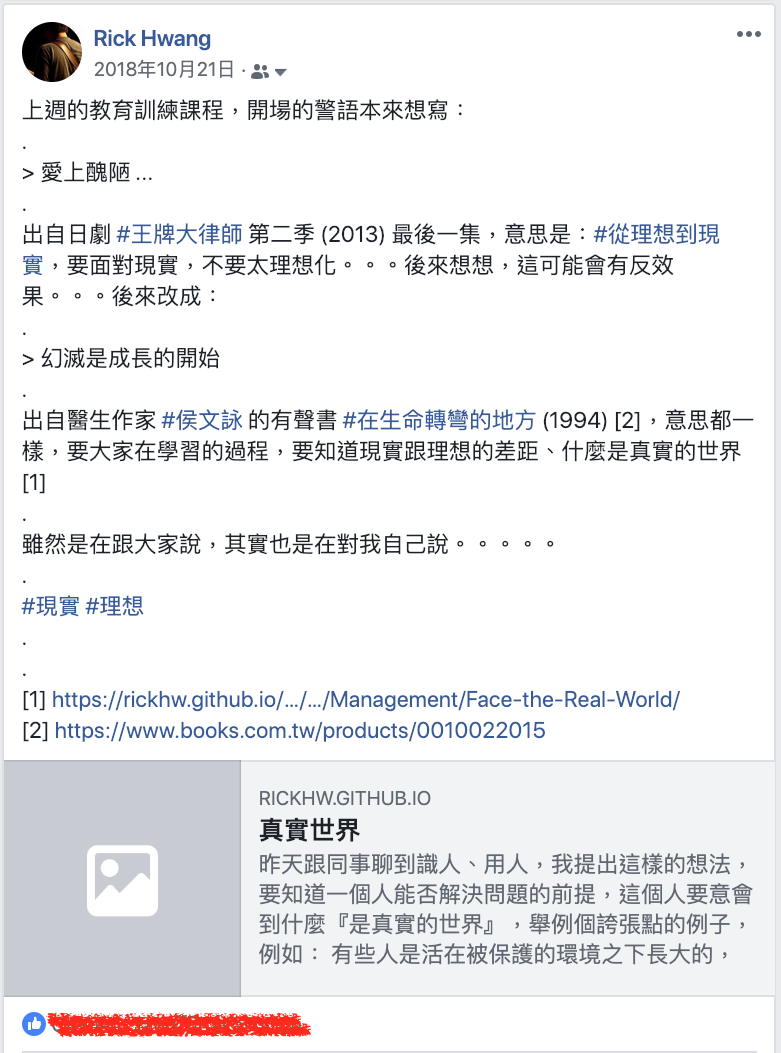 Rick Hwang
2018年10月21日 ·
上週的教育訓練課程，開場的警語本來想寫：
.
> 愛上醜陋 ...
.
出自日劇 #王牌大律師 第二季 (2013) 最後一集，意思是：#從理想到現
實，要面對現實，不要太理想化。。。後來想想，這可能會有反效
果。。。後來改成：
.
> 幻滅是成長的開始
.
出自醫生作家 #侯文詠 的有聲書 #在生命轉彎的地方 (1994) [2]，意思都一
樣，要大家在學習的過程，要知道現實跟理想的差距、什麼是真實的世界
[1]
.
雖然是在跟大家說，其實也是在對我自己說。。。。。
.
#現實 #理想
.
.
[1] https://rickhw.github.io/.../.../Management/Face-the-Real-World/
[2] https://www.books.com.tw/products/0010022015
RICKHW.GITHUB.IO
真實世界
昨天跟同事聊到識人、用人，我提出這樣的想法，
要知道一個人能否解決問題的前提，這個人要意會
到什麼『是真實的世界』，舉例個誇張點的例子，
例如： 有些人是活在被保護的環境之下長大的，